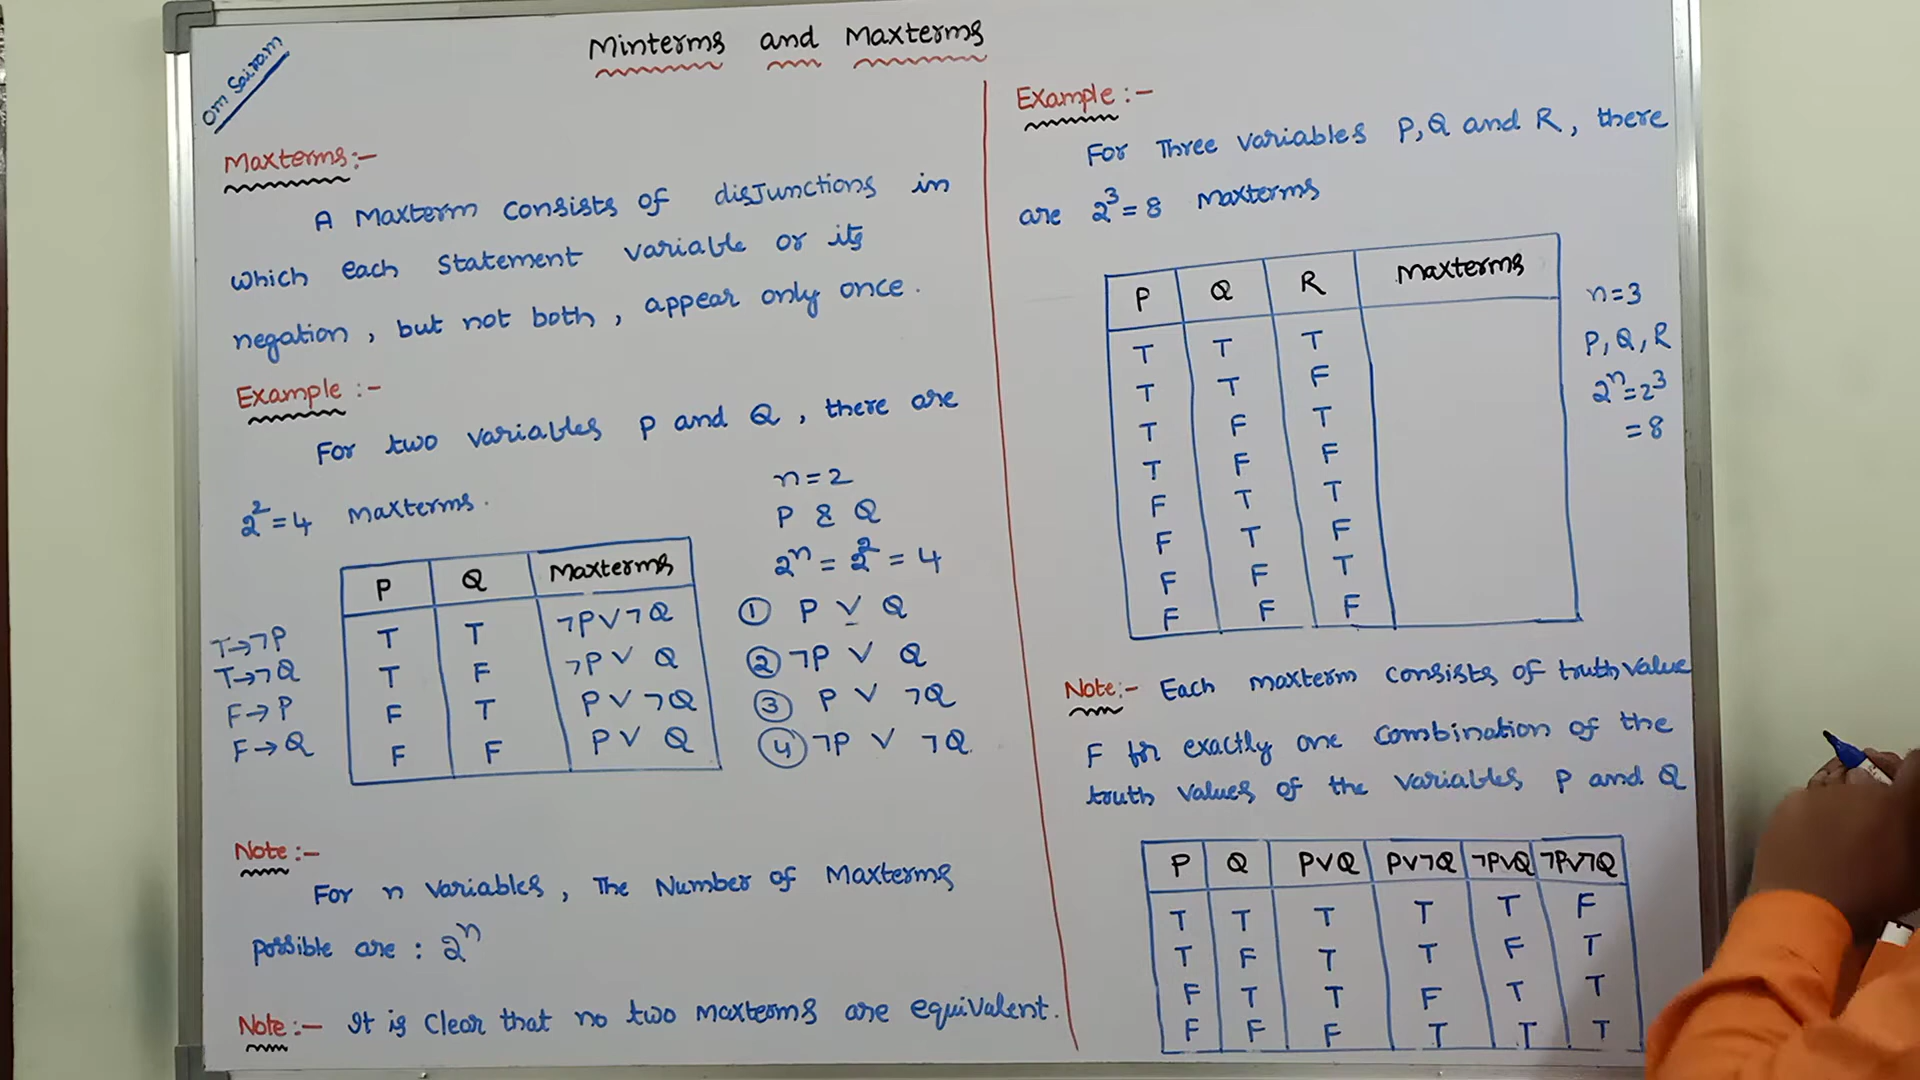 Minterms and Maxterms
Om Sairam
Maxterms:-
A Maxterm consists of disjunctions in
which each statement variable or its
negation, but not both, appear only once.
Example :-
For two variables P and Q, there are
2² = 4 Maxterms.
n = 2
P & Q
2ⁿ = 2² = 4
① P ∨ Q
② ¬P ∨ Q
③ P ∨ ¬Q
④ ¬P ∨ ¬Q
P Q Maxterms
T T ¬P∨¬Q
T F ¬P∨ Q
F T P∨¬Q
F F P∨ Q
T→¬P
T→¬Q
F→P
F→Q
Note:-
For n variables, The Number of Maxterms
possible are : 2ⁿ
Note:- It is clear that no two maxterms are equivalent.
Example:-
For Three variables P, Q and R, there
are 2³ = 8 Maxterms
P Q R Maxterms
T T T
T T F
T F T
T F F
F T T
F T F
F F T
F F F
n=3
P, Q, R
2ⁿ = 2³
= 8
Note:- Each maxterm consists of truth value
F for exactly one combination of the
truth values of the variables P and Q
P Q P∨Q P∨¬Q ¬P∨Q ¬P∨¬Q
T T T T T F
T F T T F T
F T T F T T
F F F T T T